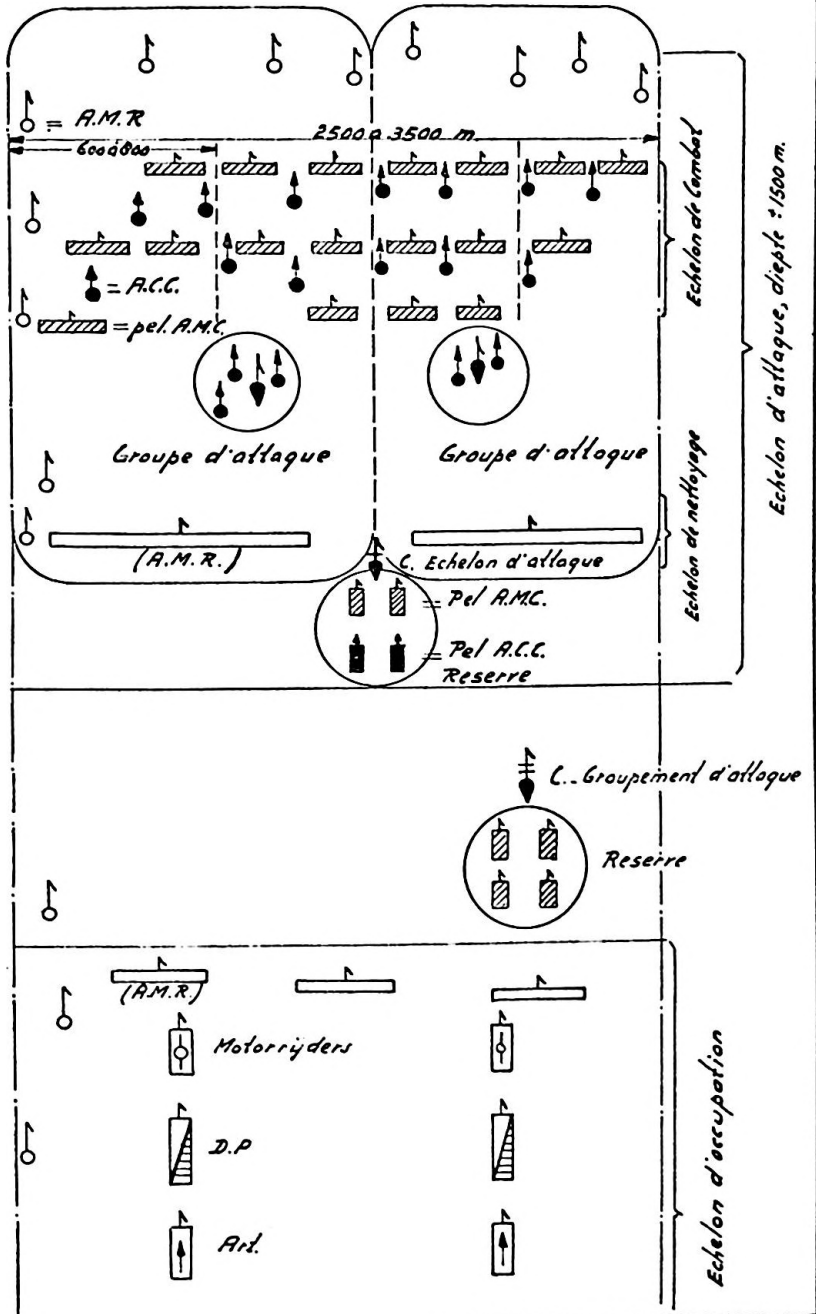 = A.M.R
2500 à 3500 m
600 à 800
= A.C.C.
= pel. A.M.C.
Echelon de Combat
Echelon d'attaque, diepte ± 1500 m.
Groupe d'attaque
Groupe d'attaque
Echelon de nettoyage
(A.M.R.)
C. Echelon d'attaque
= Pel A.M.C.
= Pel A.C.C.
Reserve
C. Groupement d'attaque
Reserve
(A.M.R.)
Motorrijders
D.P
Art.
Echelon d'occupation